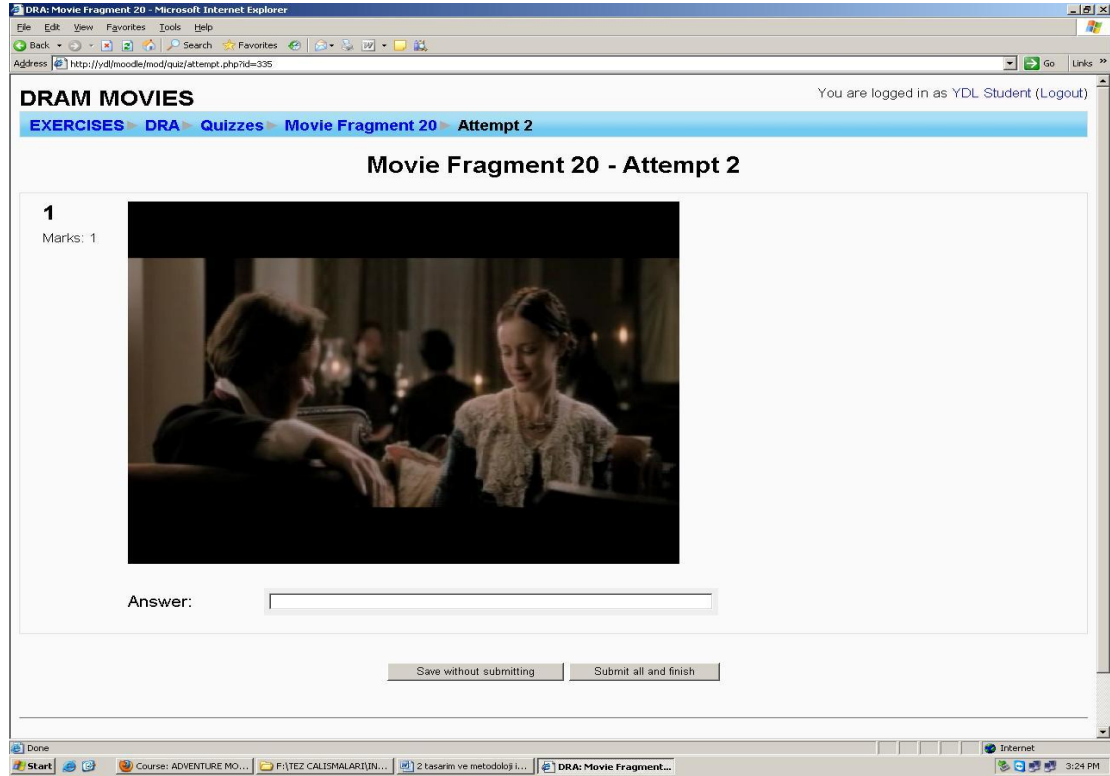 DRA: Movie Fragment 20 - Microsoft Internet Explorer
File Edit View Favorites Tools Help
Back Search Favorites
Address http://ydl/moodle/mod/quiz/attempt.php?id=335 Go Links »
DRAM MOVIES
You are logged in as YDL Student (Logout)
EXERCISES DRA Quizzes Movie Fragment 20 Attempt 2
Movie Fragment 20 - Attempt 2
1
Marks: 1
Answer:
Save without submitting Submit all and finish
Done Internet
Start Course: ADVENTURE MO... F:\TEZ CALISMALARI\IN... 2 tasarim ve metodoloji i... DRA: Movie Fragment... 3:24 PM